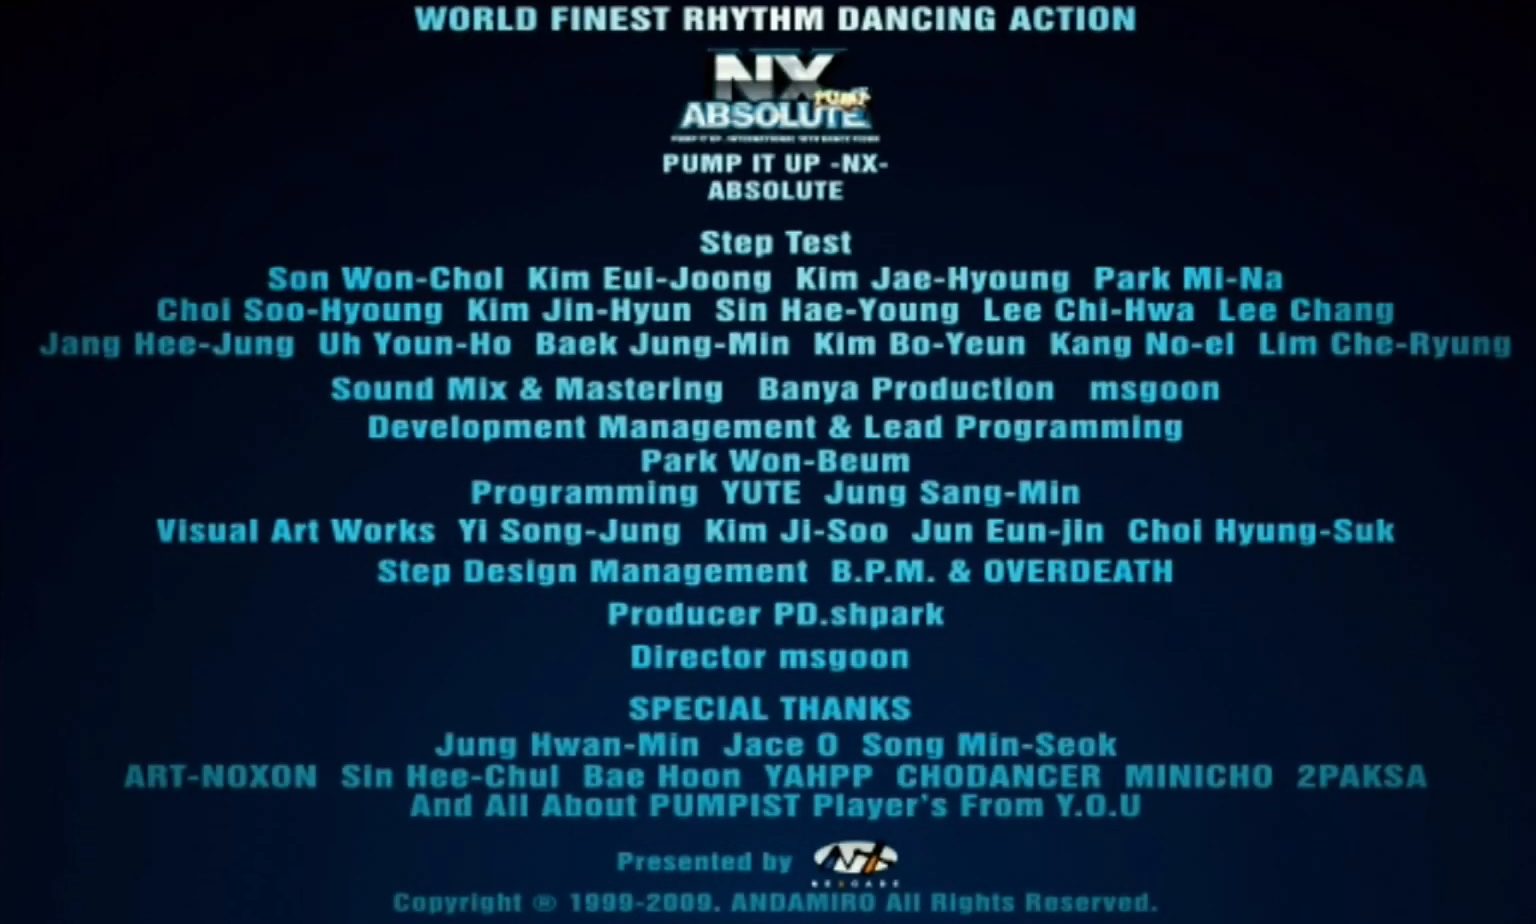 WORLD FINEST RHYTHM DANCING ACTION
NX
PUMP
ABSOLUTE
PUMP IT UP -NX-
ABSOLUTE
Step Test
Son Won-Chol Kim Eui-Joong Kim Jae-Hyoung Park Mi-Na
Choi Soo-Hyoung Kim Jin-Hyun Sin Hae-Young Lee Chi-Hwa Lee Chang
Jang Hee-Jung Uh Youn-Ho Baek Jung-Min Kim Bo-Yeun Kang No-el Lim Che-Ryung
Sound Mix & Mastering Banya Production msgoon
Development Management & Lead Programming
Park Won-Beum
Programming YUTE Jung Sang-Min
Visual Art Works Yi Song-Jung Kim Ji-Soo Jun Eun-jin Choi Hyung-Suk
Step Design Management B.P.M. & OVERDEATH
Producer PD.shpark
Director msgoon
SPECIAL THANKS
Jung Hwan-Min Jace O Song Min-Seok
ART-NOXON Sin Hee-Chul Bae Hoon YAHPP CHODANCER MINICHO 2PAKSA
And All About PUMPIST Player's From Y.O.U
Presented by
Copyright ® 1999-2009. ANDAMIRO All Rights Reserved.